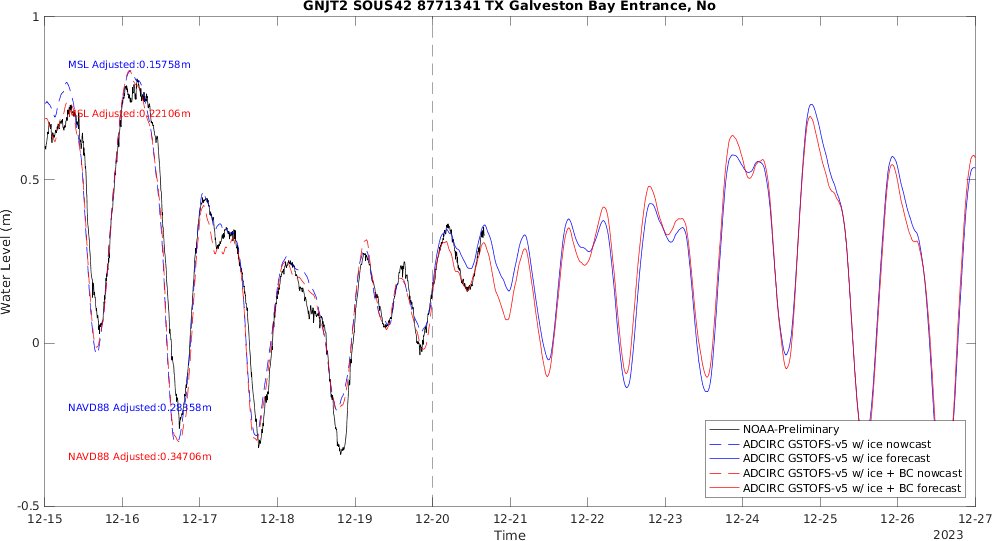 GNJT2 SOUS42 8771341 TX Galveston Bay Entrance, No
1
MSL Adjusted:0.15758m
MSL Adjusted:0.22106m
0.5
Water Level (m)
0
NAVD88 Adjusted:0.28358m
NAVD88 Adjusted:0.34706m
NOAA-Preliminary
ADCIRC GSTOFS-v5 w/ ice nowcast
ADCIRC GSTOFS-v5 w/ ice forecast
ADCIRC GSTOFS-v5 w/ ice + BC nowcast
ADCIRC GSTOFS-v5 w/ ice + BC forecast
-0.5
12-15 12-16 12-17 12-18 12-19 12-20 12-21 12-22 12-23 12-24 12-25 12-26 12-27
Time
2023